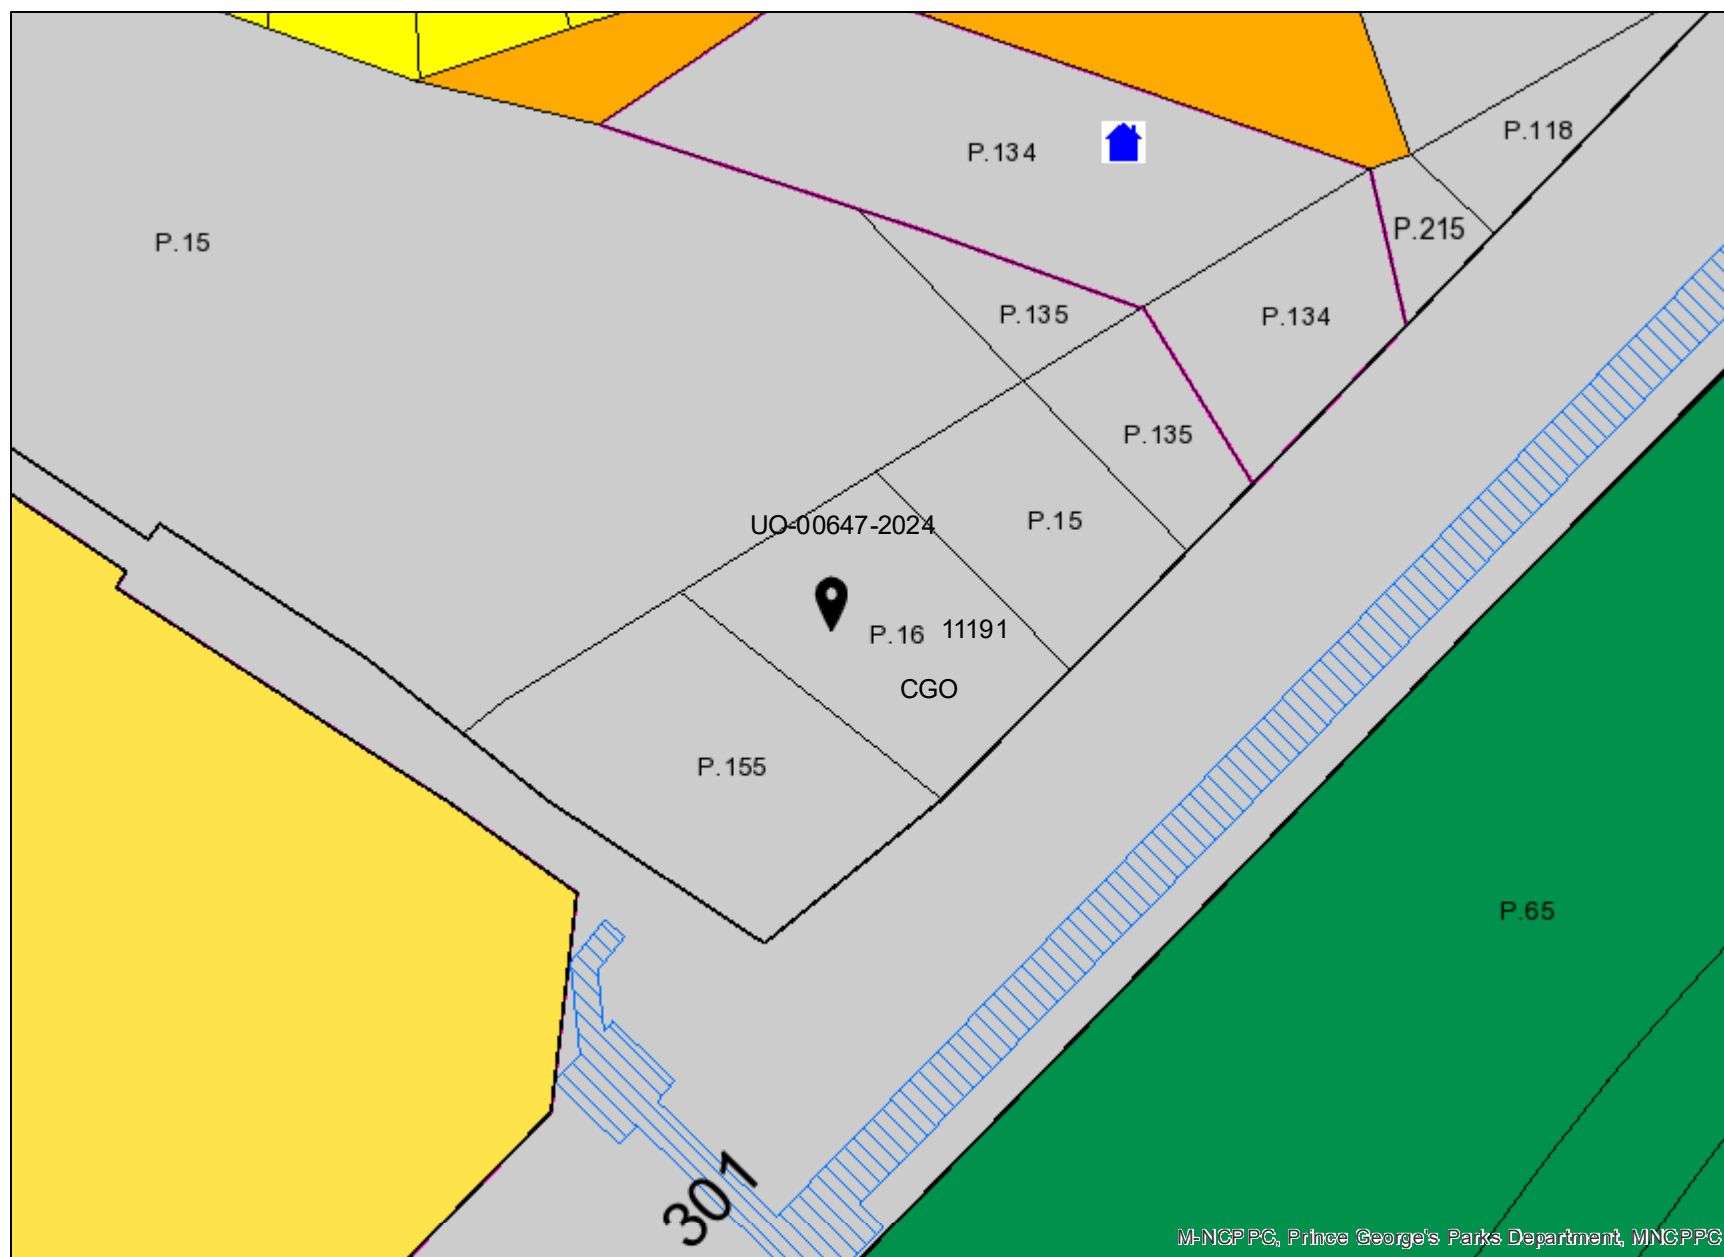 P.118
P.134
P.215
P.15
P.135
P.134
P.135
P.15
UO-00647-2024
P.16 11191
CGO
P.155
P.65
301
M-NCPPC, Prince George's Parks Department, MNCPPC